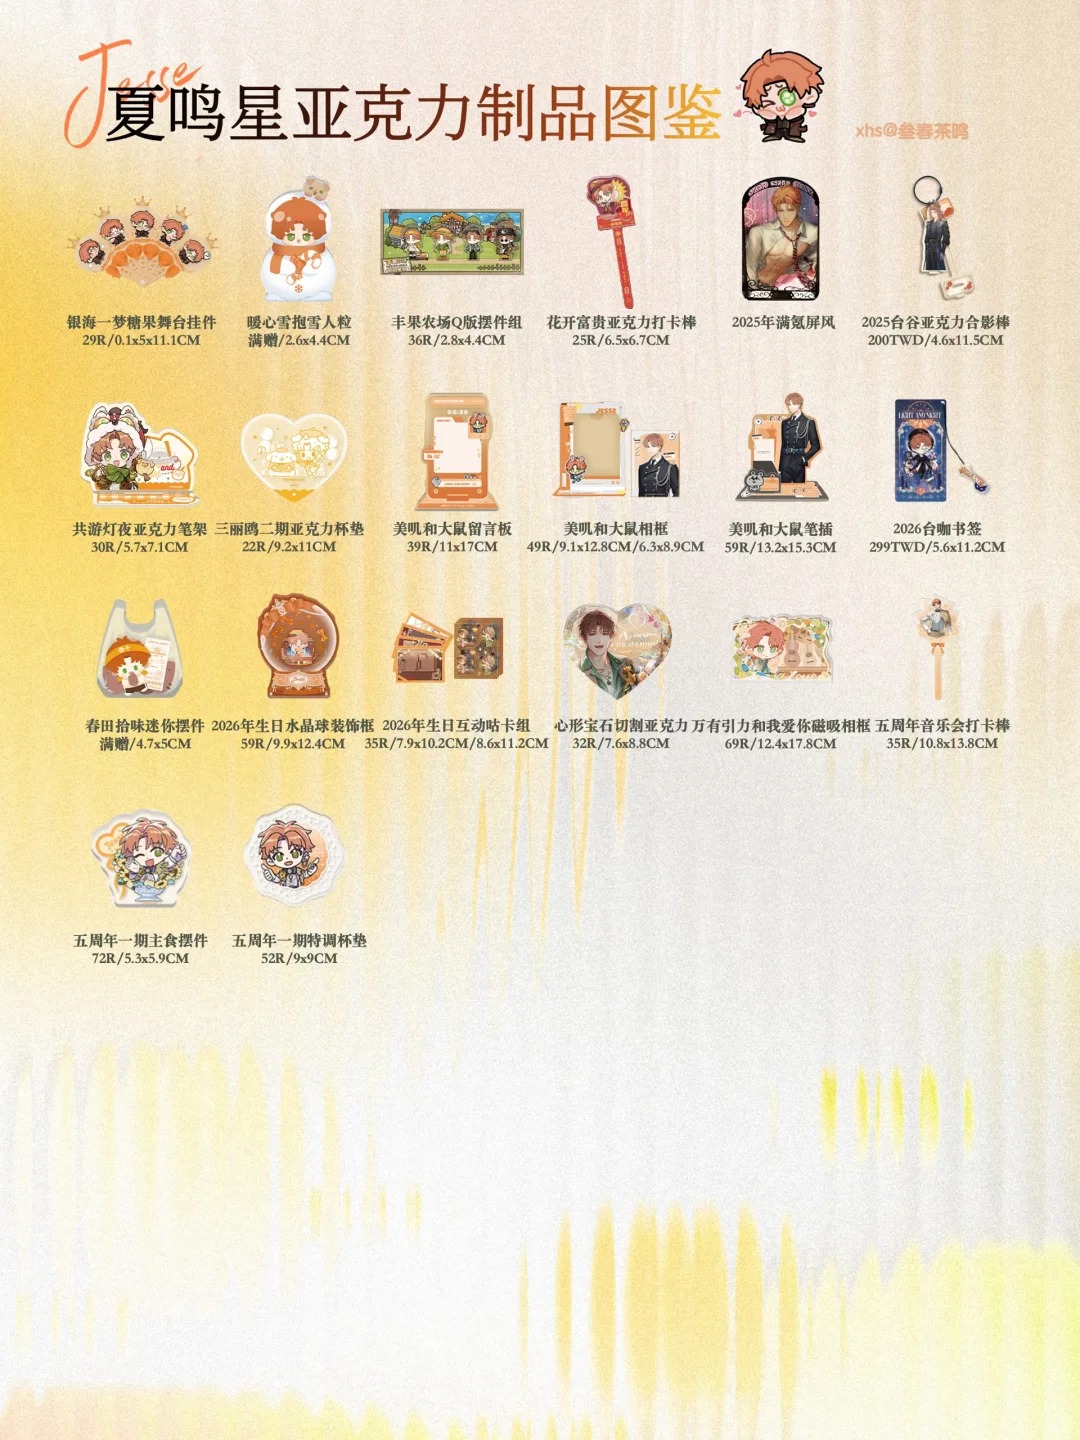 Jesse
夏鸣星亚克力制品图鉴
xhs@叁春茶鸣
银海一梦糖果舞台挂件
29R/0.1x5x11.1CM
暖心雪抱雪人粒
满赠/2.6x4.4CM
丰果农场Q版摆件组
36R/2.8x4.4CM
花开富贵亚克力打卡棒
25R/6.5x6.7CM
2025年满氪屏风
2025台谷亚克力合影棒
200TWD/4.6x11.5CM
共游灯夜亚克力笔架
30R/5.7x7.1CM
三丽鸥二期亚克力杯垫
22R/9.2x11CM
美叽和大鼠留言板
39R/11x17CM
美叽和大鼠相框
49R/9.1x12.8CM/6.3x8.9CM
美叽和大鼠笔插
59R/13.2x15.3CM
LIGHT AND NIGHT
2026台咖书签
299TWD/5.6x11.2CM
春田拾味迷你摆件
满赠/4.7x5CM
2026年生日水晶球装饰框
59R/9.9x12.4CM
2026年生日互动咕卡组
35R/7.9x10.2CM/8.6x11.2CM
心形宝石切割亚克力
32R/7.6x8.8CM
万有引力和我爱你磁吸相框
69R/12.4x17.8CM
五周年音乐会打卡棒
35R/10.8x13.8CM
五周年一期主食摆件
72R/5.3x5.9CM
五周年一期特调杯垫
52R/9x9CM